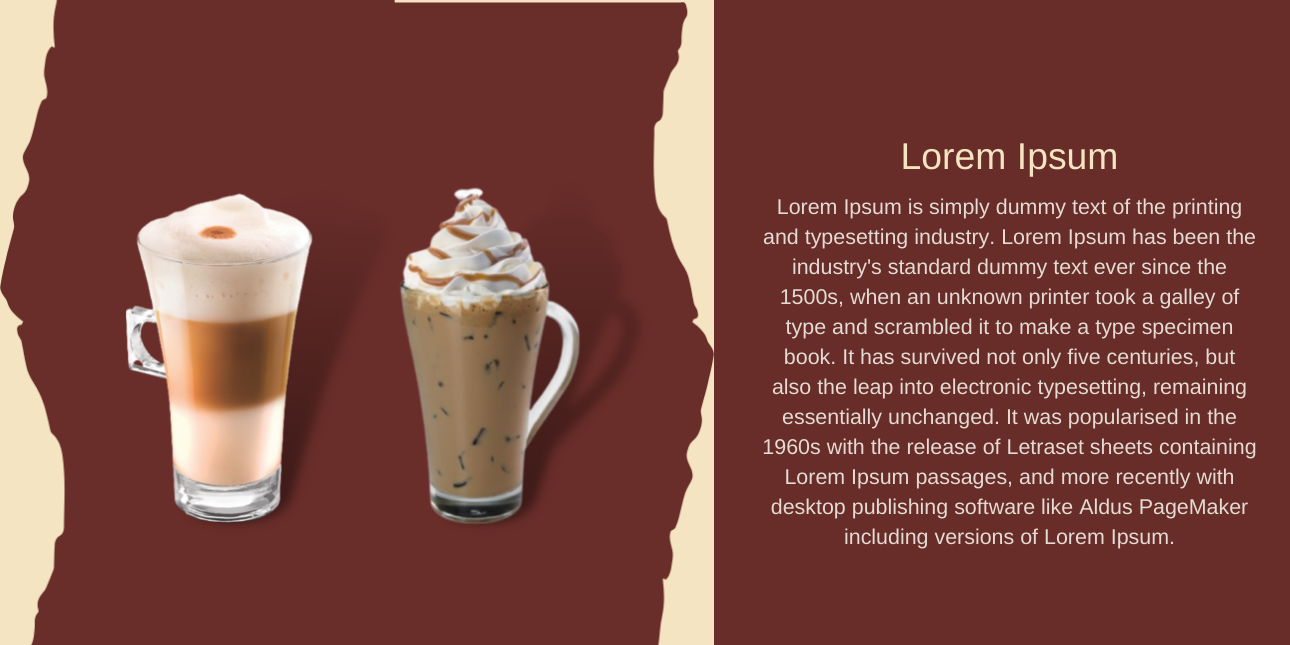 Lorem Ipsum
Lorem Ipsum is simply dummy text of the printing
and typesetting industry. Lorem Ipsum has been the
industry's standard dummy text ever since the
1500s, when an unknown printer took a galley of
type and scrambled it to make a type specimen
book. It has survived not only five centuries, but
also the leap into electronic typesetting, remaining
essentially unchanged. It was popularised in the
1960s with the release of Letraset sheets containing
Lorem Ipsum passages, and more recently with
desktop publishing software like Aldus PageMaker
including versions of Lorem Ipsum.